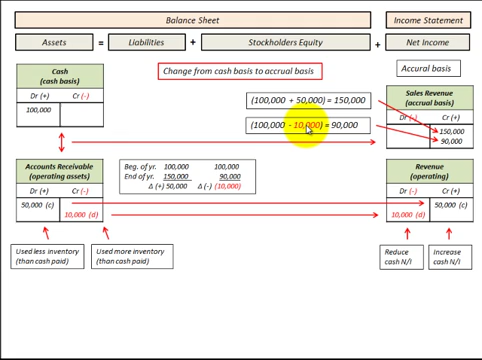 Balance Sheet
Income Statement
Assets = Liabilities + Stockholders Equity + Net Income
Cash
(cash basis)
Dr (+) Cr (-)
100,000
Change from cash basis to accrual basis
Accural basis
(100,000 + 50,000) = 150,000
(100,000 - 10,000) = 90,000
Sales Revenue
(accrual basis)
Dr (-) Cr (+)
150,000
90,000
Accounts Receivable
(operating assets)
Dr (+) Cr (-)
50,000 (c)
10,000 (d)
Beg. of yr. 100,000 100,000
End of yr. 150,000 90,000
Δ (+) 50,000 Δ (-) (10,000)
Revenue
(operating)
Dr (-) Cr (+)
50,000 (c)
10,000 (d)
Used less inventory
(than cash paid)
Used more inventory
(than cash paid)
Reduce
cash N/I
Increase
cash N/I